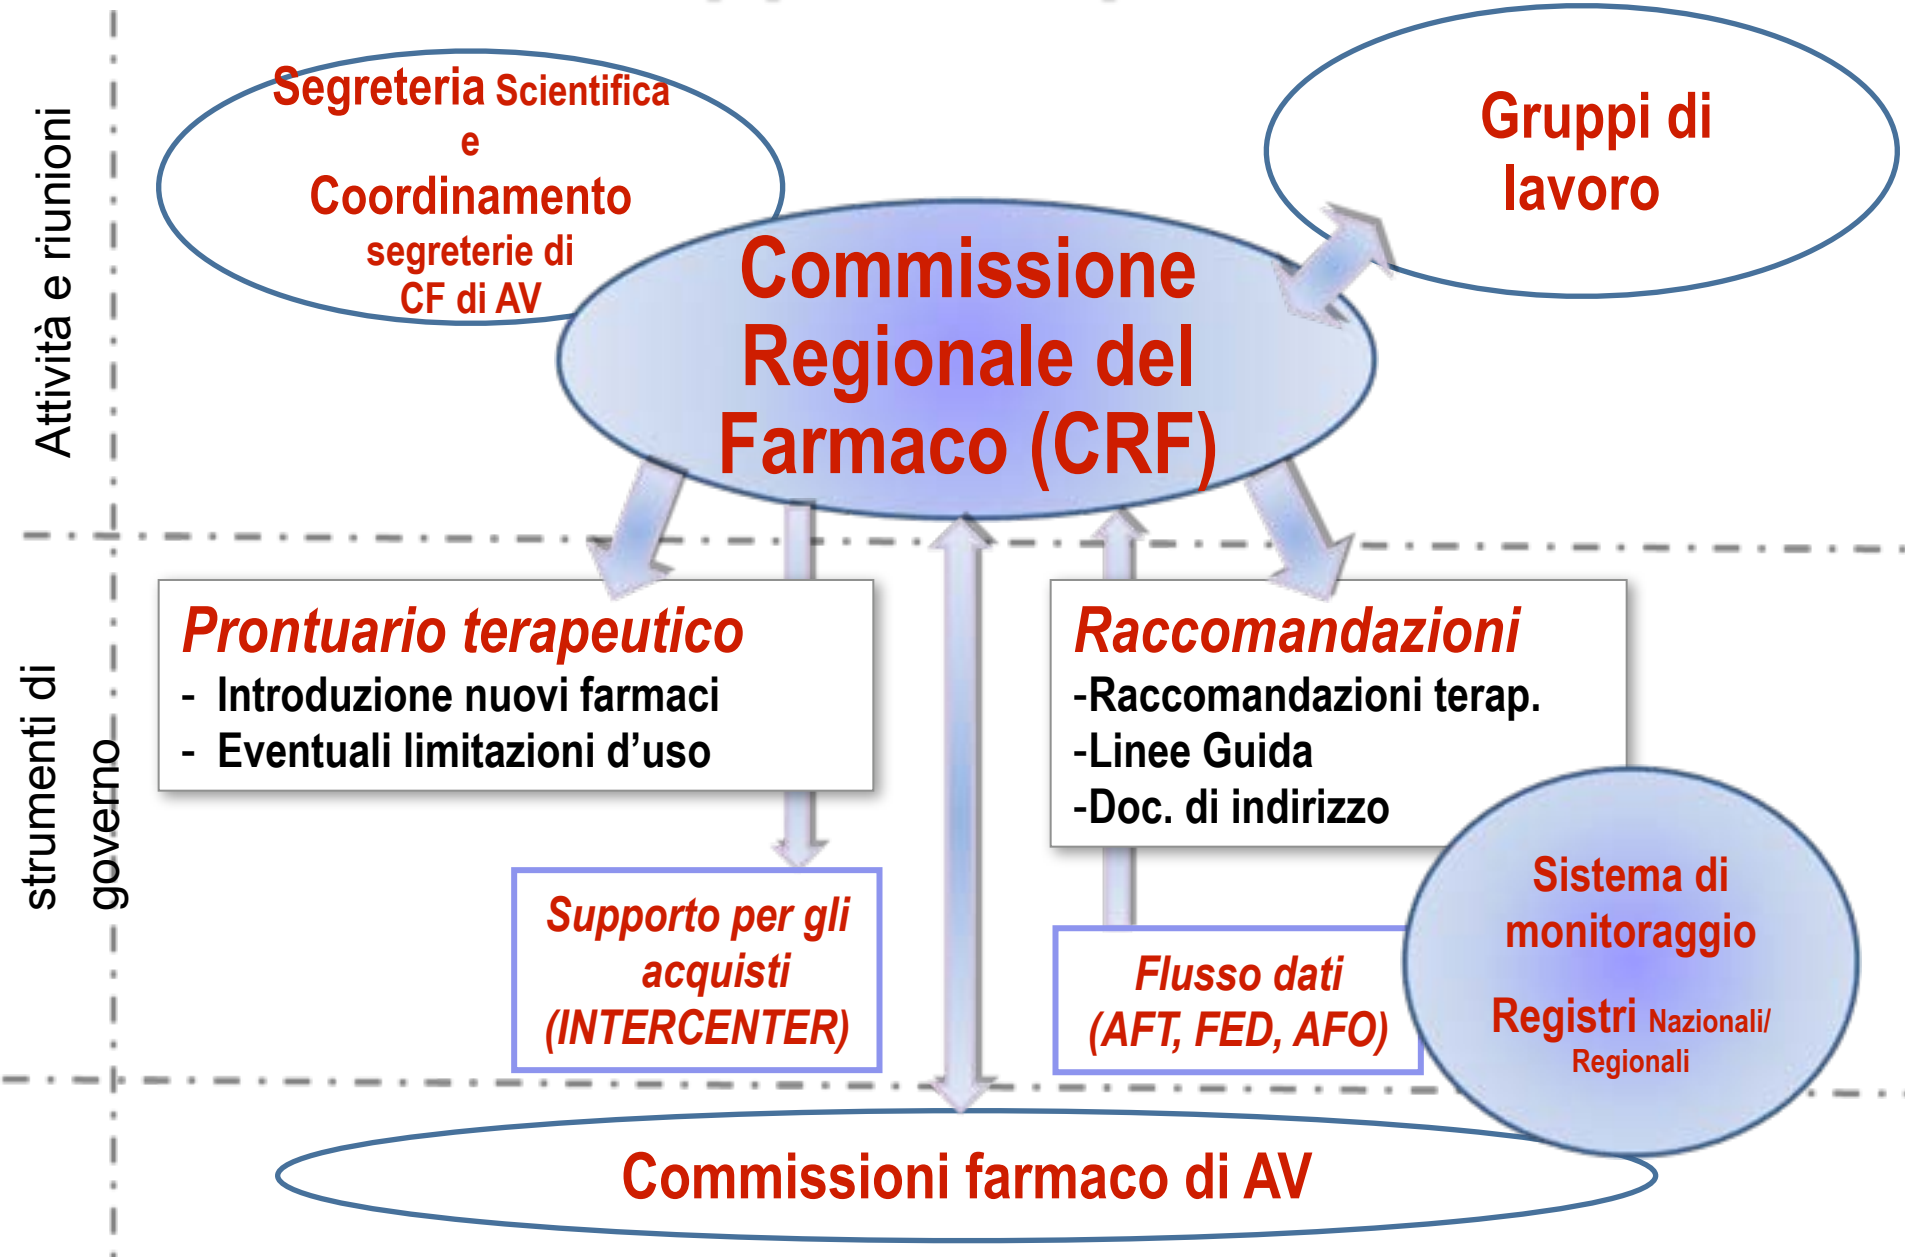 Attività e riunioni
Segreteria Scientifica
e
Coordinamento
segreterie di
CF di AV
Gruppi di
lavoro
Commissione
Regionale del
Farmaco (CRF)
strumenti di
governo
Prontuario terapeutico
- Introduzione nuovi farmaci
- Eventuali limitazioni d’uso
Raccomandazioni
-Raccomandazioni terap.
-Linee Guida
-Doc. di indirizzo
Supporto per gli
acquisti
(INTERCENTER)
Flusso dati
(AFT, FED, AFO)
Sistema di
monitoraggio
Registri Nazionali/
Regionali
Commissioni farmaco di AV